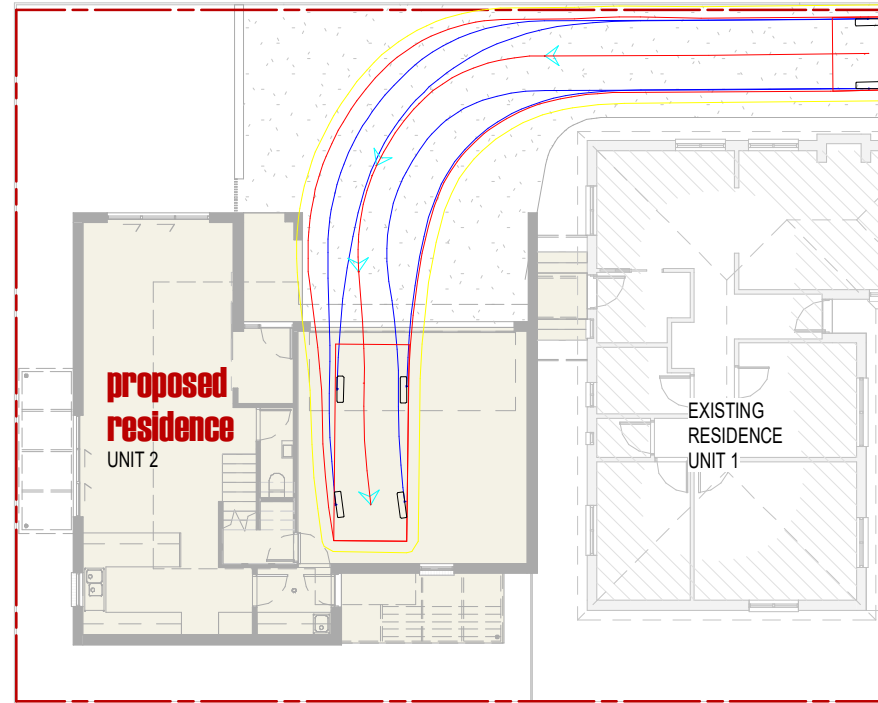 proposed
residence
UNIT 2
EXISTING
RESIDENCE
UNIT 1